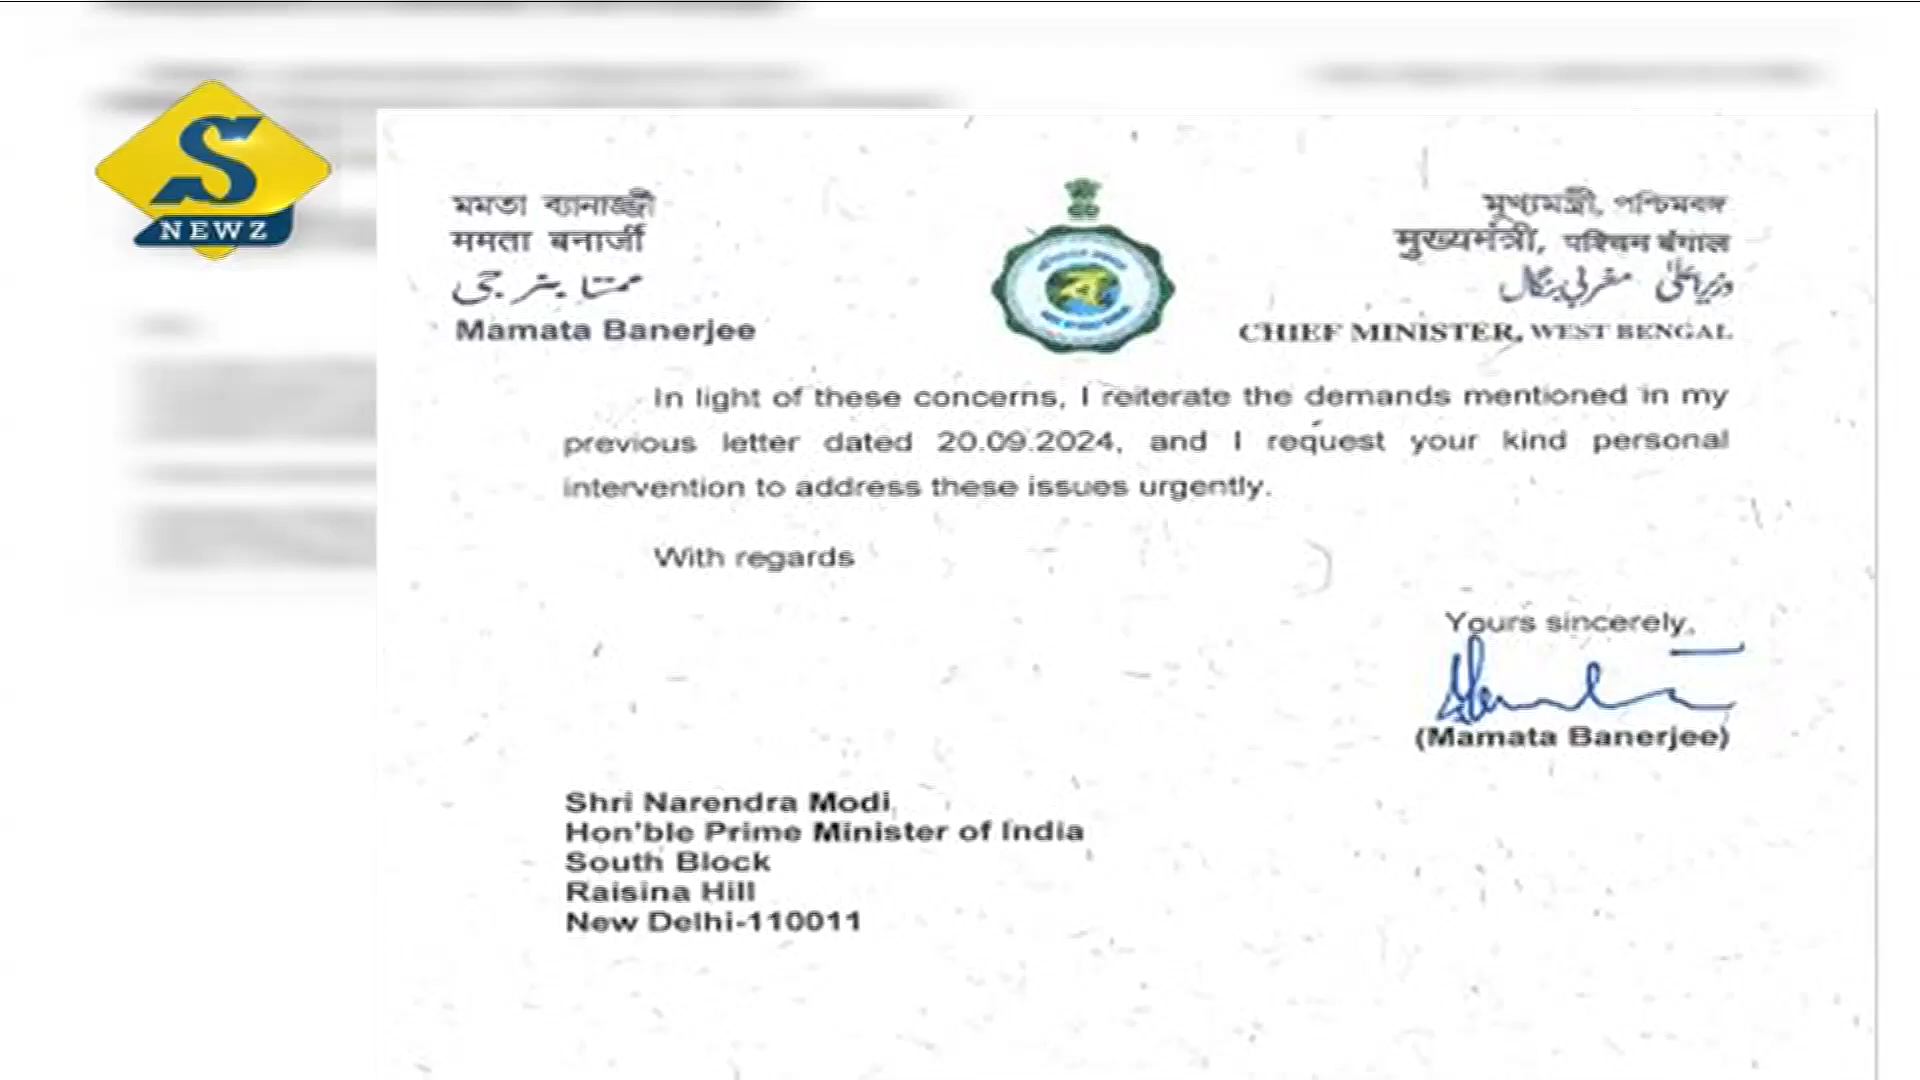 S
NEWZ
মমতা ব্যানার্জ্জী
ममता बनार्जी
ممتا بنرجی
Mamata Banerjee
মুখ্যমন্ত্রী, পশ্চিমবঙ্গ
मुख्यमंत्री, पश्चिम बंगाल
وزیراعلیٰ مغربی بنگال
CHIEF MINISTER, WEST BENGAL
In light of these concerns, I reiterate the demands mentioned in my
previous letter dated 20.09.2024, and I request your kind personal
intervention to address these issues urgently.
With regards
Yours sincerely,
(Mamata Banerjee)
Shri Narendra Modi
Hon'ble Prime Minister of India
South Block
Raisina Hill
New Delhi-110011